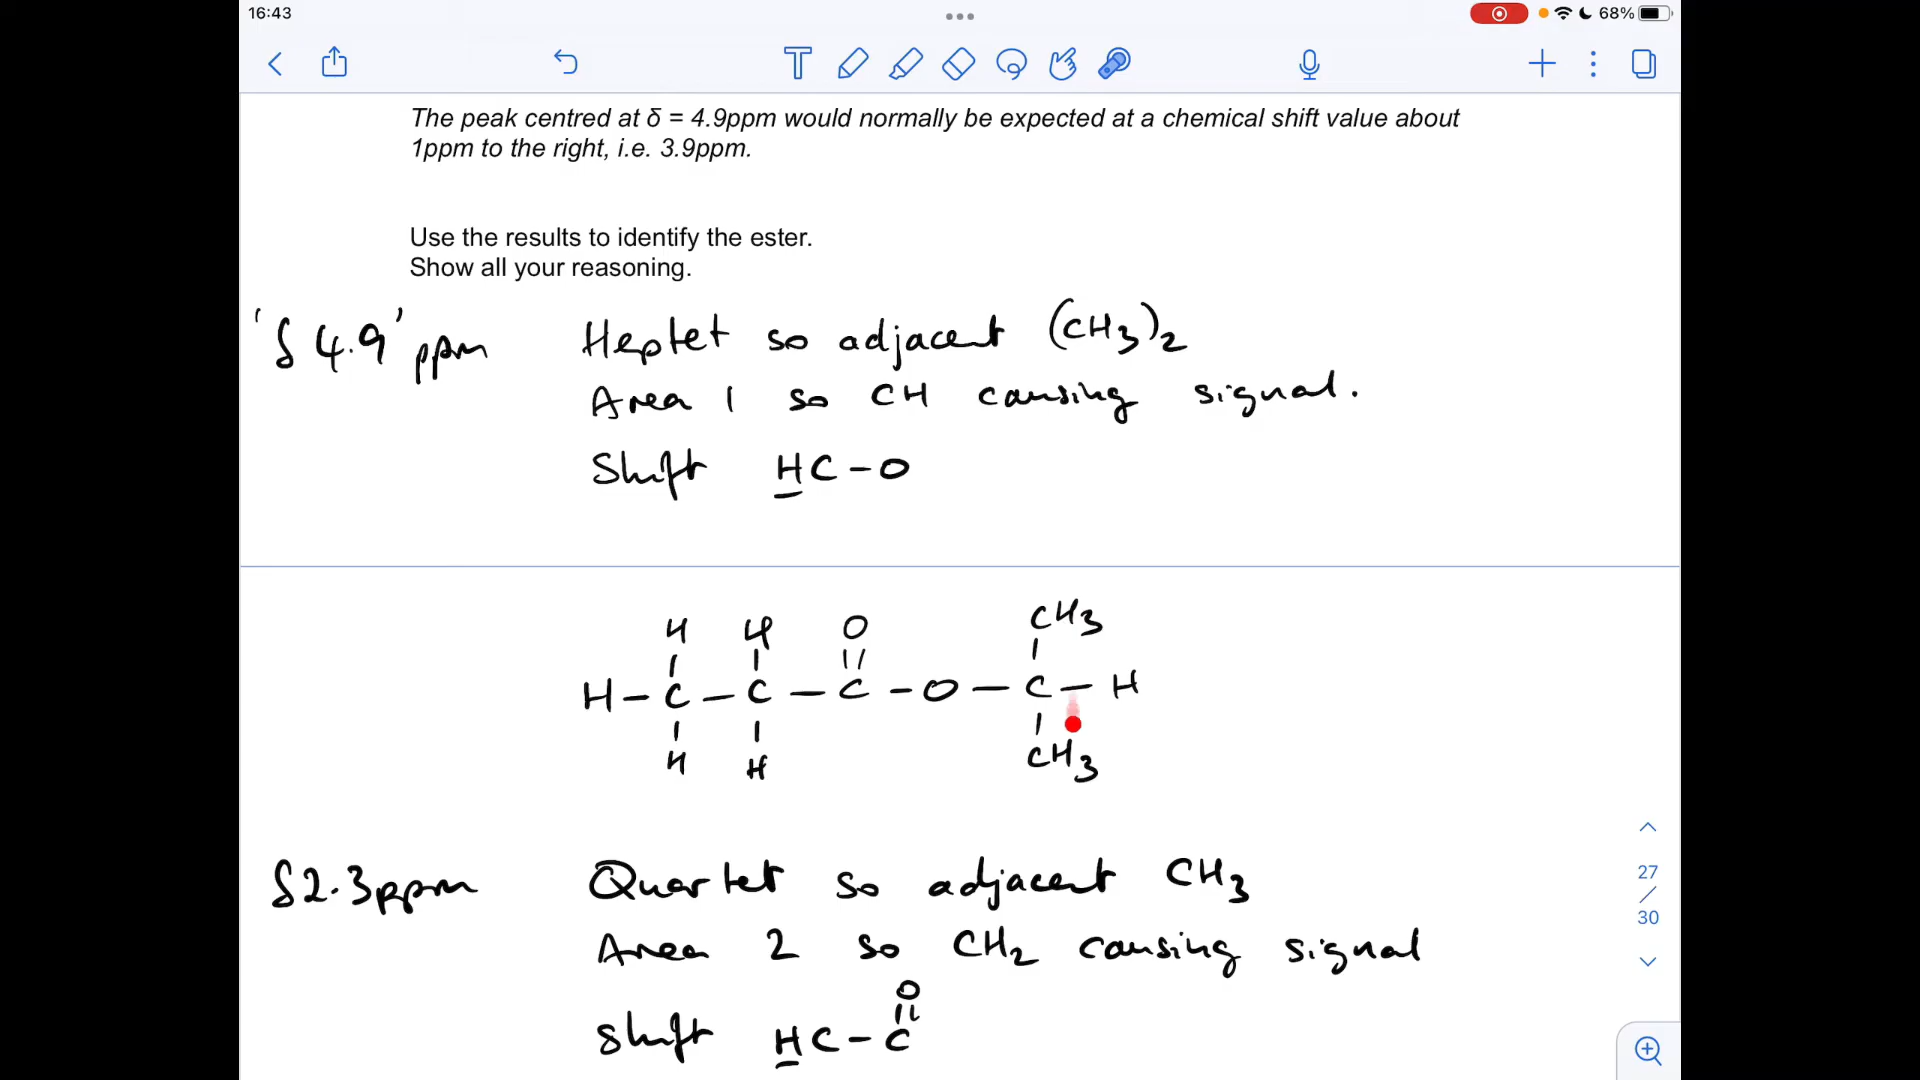 16:43
68%
T
The peak centred at δ = 4.9ppm would normally be expected at a chemical shift value about
1ppm to the right, i.e. 3.9ppm.
Use the results to identify the ester.
Show all your reasoning.
'δ 4.9' ppm Heptet so adjacent (CH3)2
Area 1 so CH causing signal.
Shift HC-O
H H O CH3
H-C-C-C-O-C-H
H H CH3
δ2.3ppm Quartet so adjacent CH3
Area 2 so CH2 causing signal
O
Shift HC-C
27
/
30